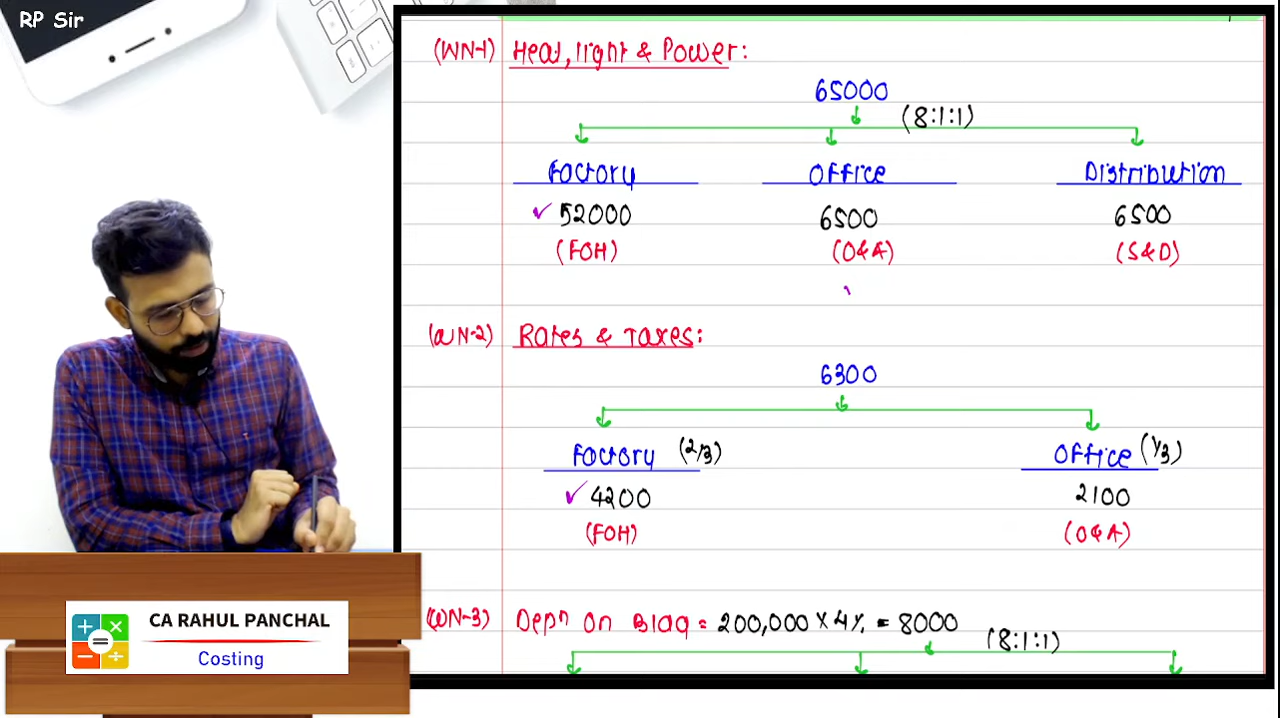 RP Sir
(WN-1) Heat, light & Power:
65000
(8:1:1)
Factory Office Distribution
✓ 52000 6500 6500
(FOH) (O&A) (S&D)
(WN-2) Rates & Taxes:
6300
Factory (2/3) Office (1/3)
✓ 4200 2100
(FOH) (O&A)
(WN-3) Depn on Bldg = 200,000 × 4% = 8000
(8:1:1)
CA RAHUL PANCHAL
Costing